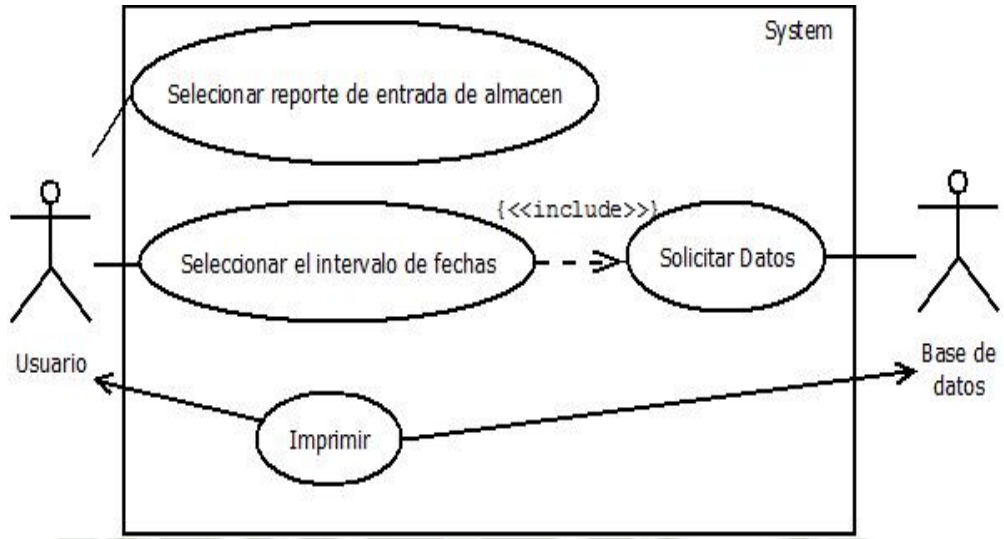 System
Selecionar reporte de entrada de almacen
{<<include>>}
Seleccionar el intervalo de fechas
Solicitar Datos
Usuario
Base de
datos
Imprimir